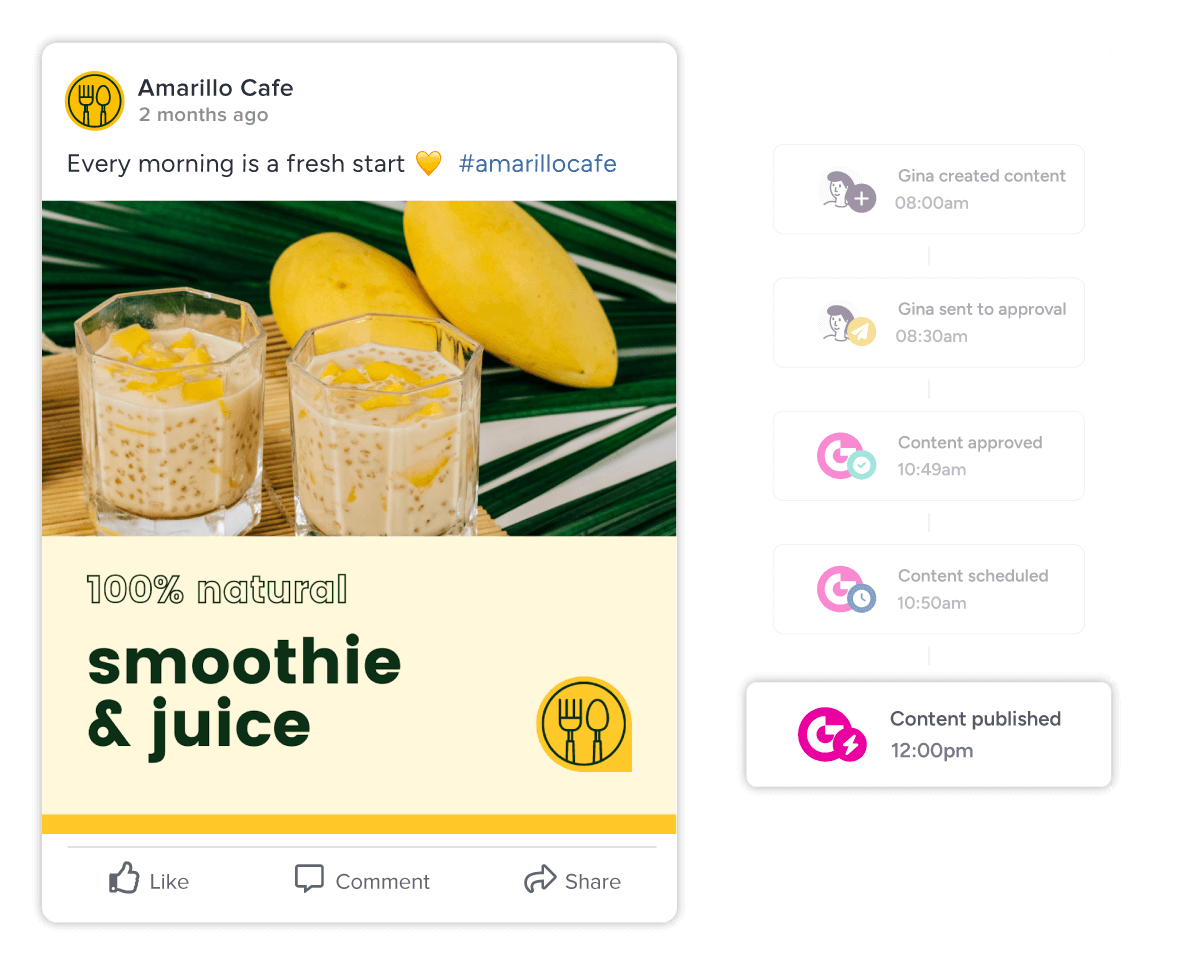 Amarillo Cafe
2 months ago
Every morning is a fresh start 💛 #amarillocafe
100% natural
smoothie
& juice
Like Comment Share
Gina created content
08:00am
Gina sent to approval
08:30am
Content approved
10:49am
Content scheduled
10:50am
Content published
12:00pm